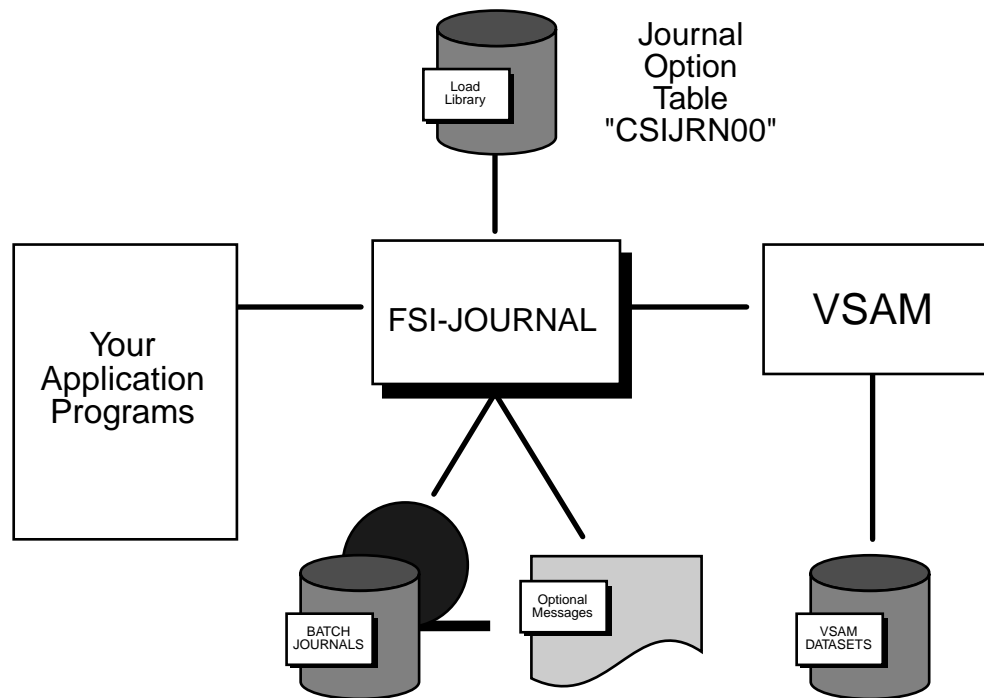 Load
Library
Journal
Option
Table
"CSIJRN00"
Your
Application
Programs
FSI-JOURNAL
VSAM
BATCH
JOURNALS
Optional
Messages
VSAM
DATASETS